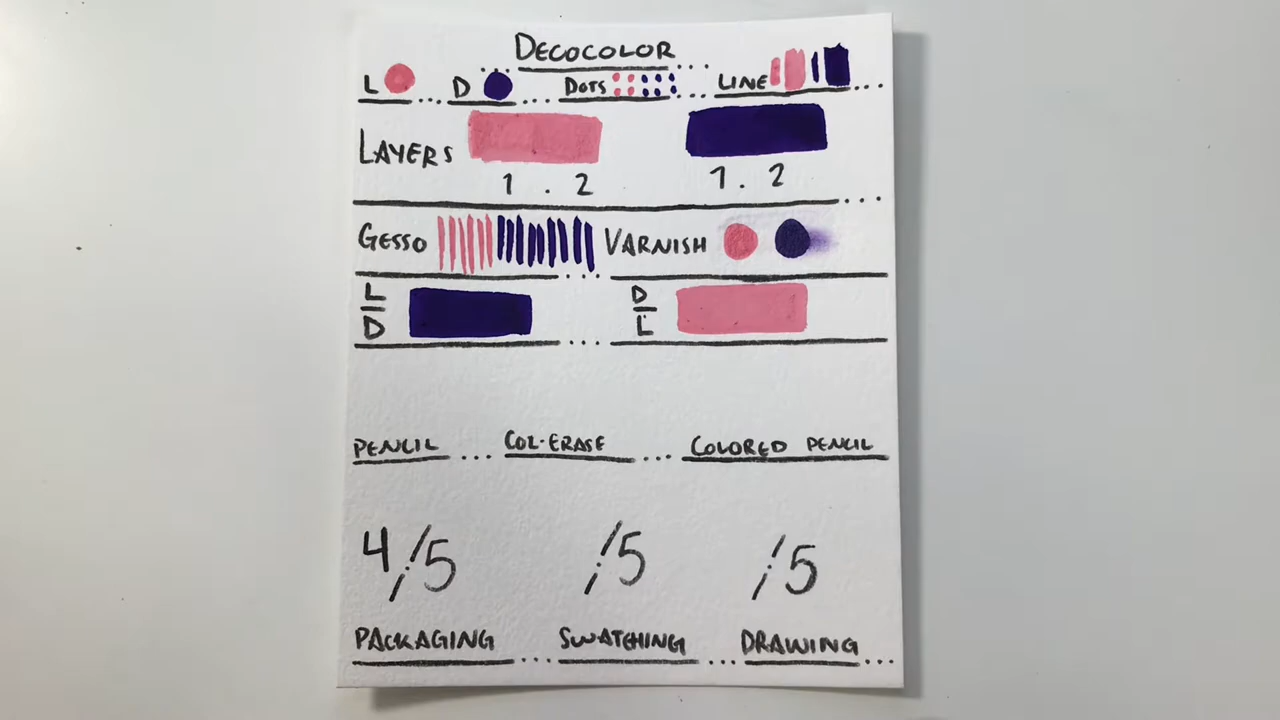 DECOCOLOR
L D DOTS LINE
LAYERS
1 . 2 1 . 2
GESSO VARNISH
L D
D L
PENCIL COL-ERASE COLORED PENCIL
4/5 /5 /5
PACKAGING SWATCHING DRAWING